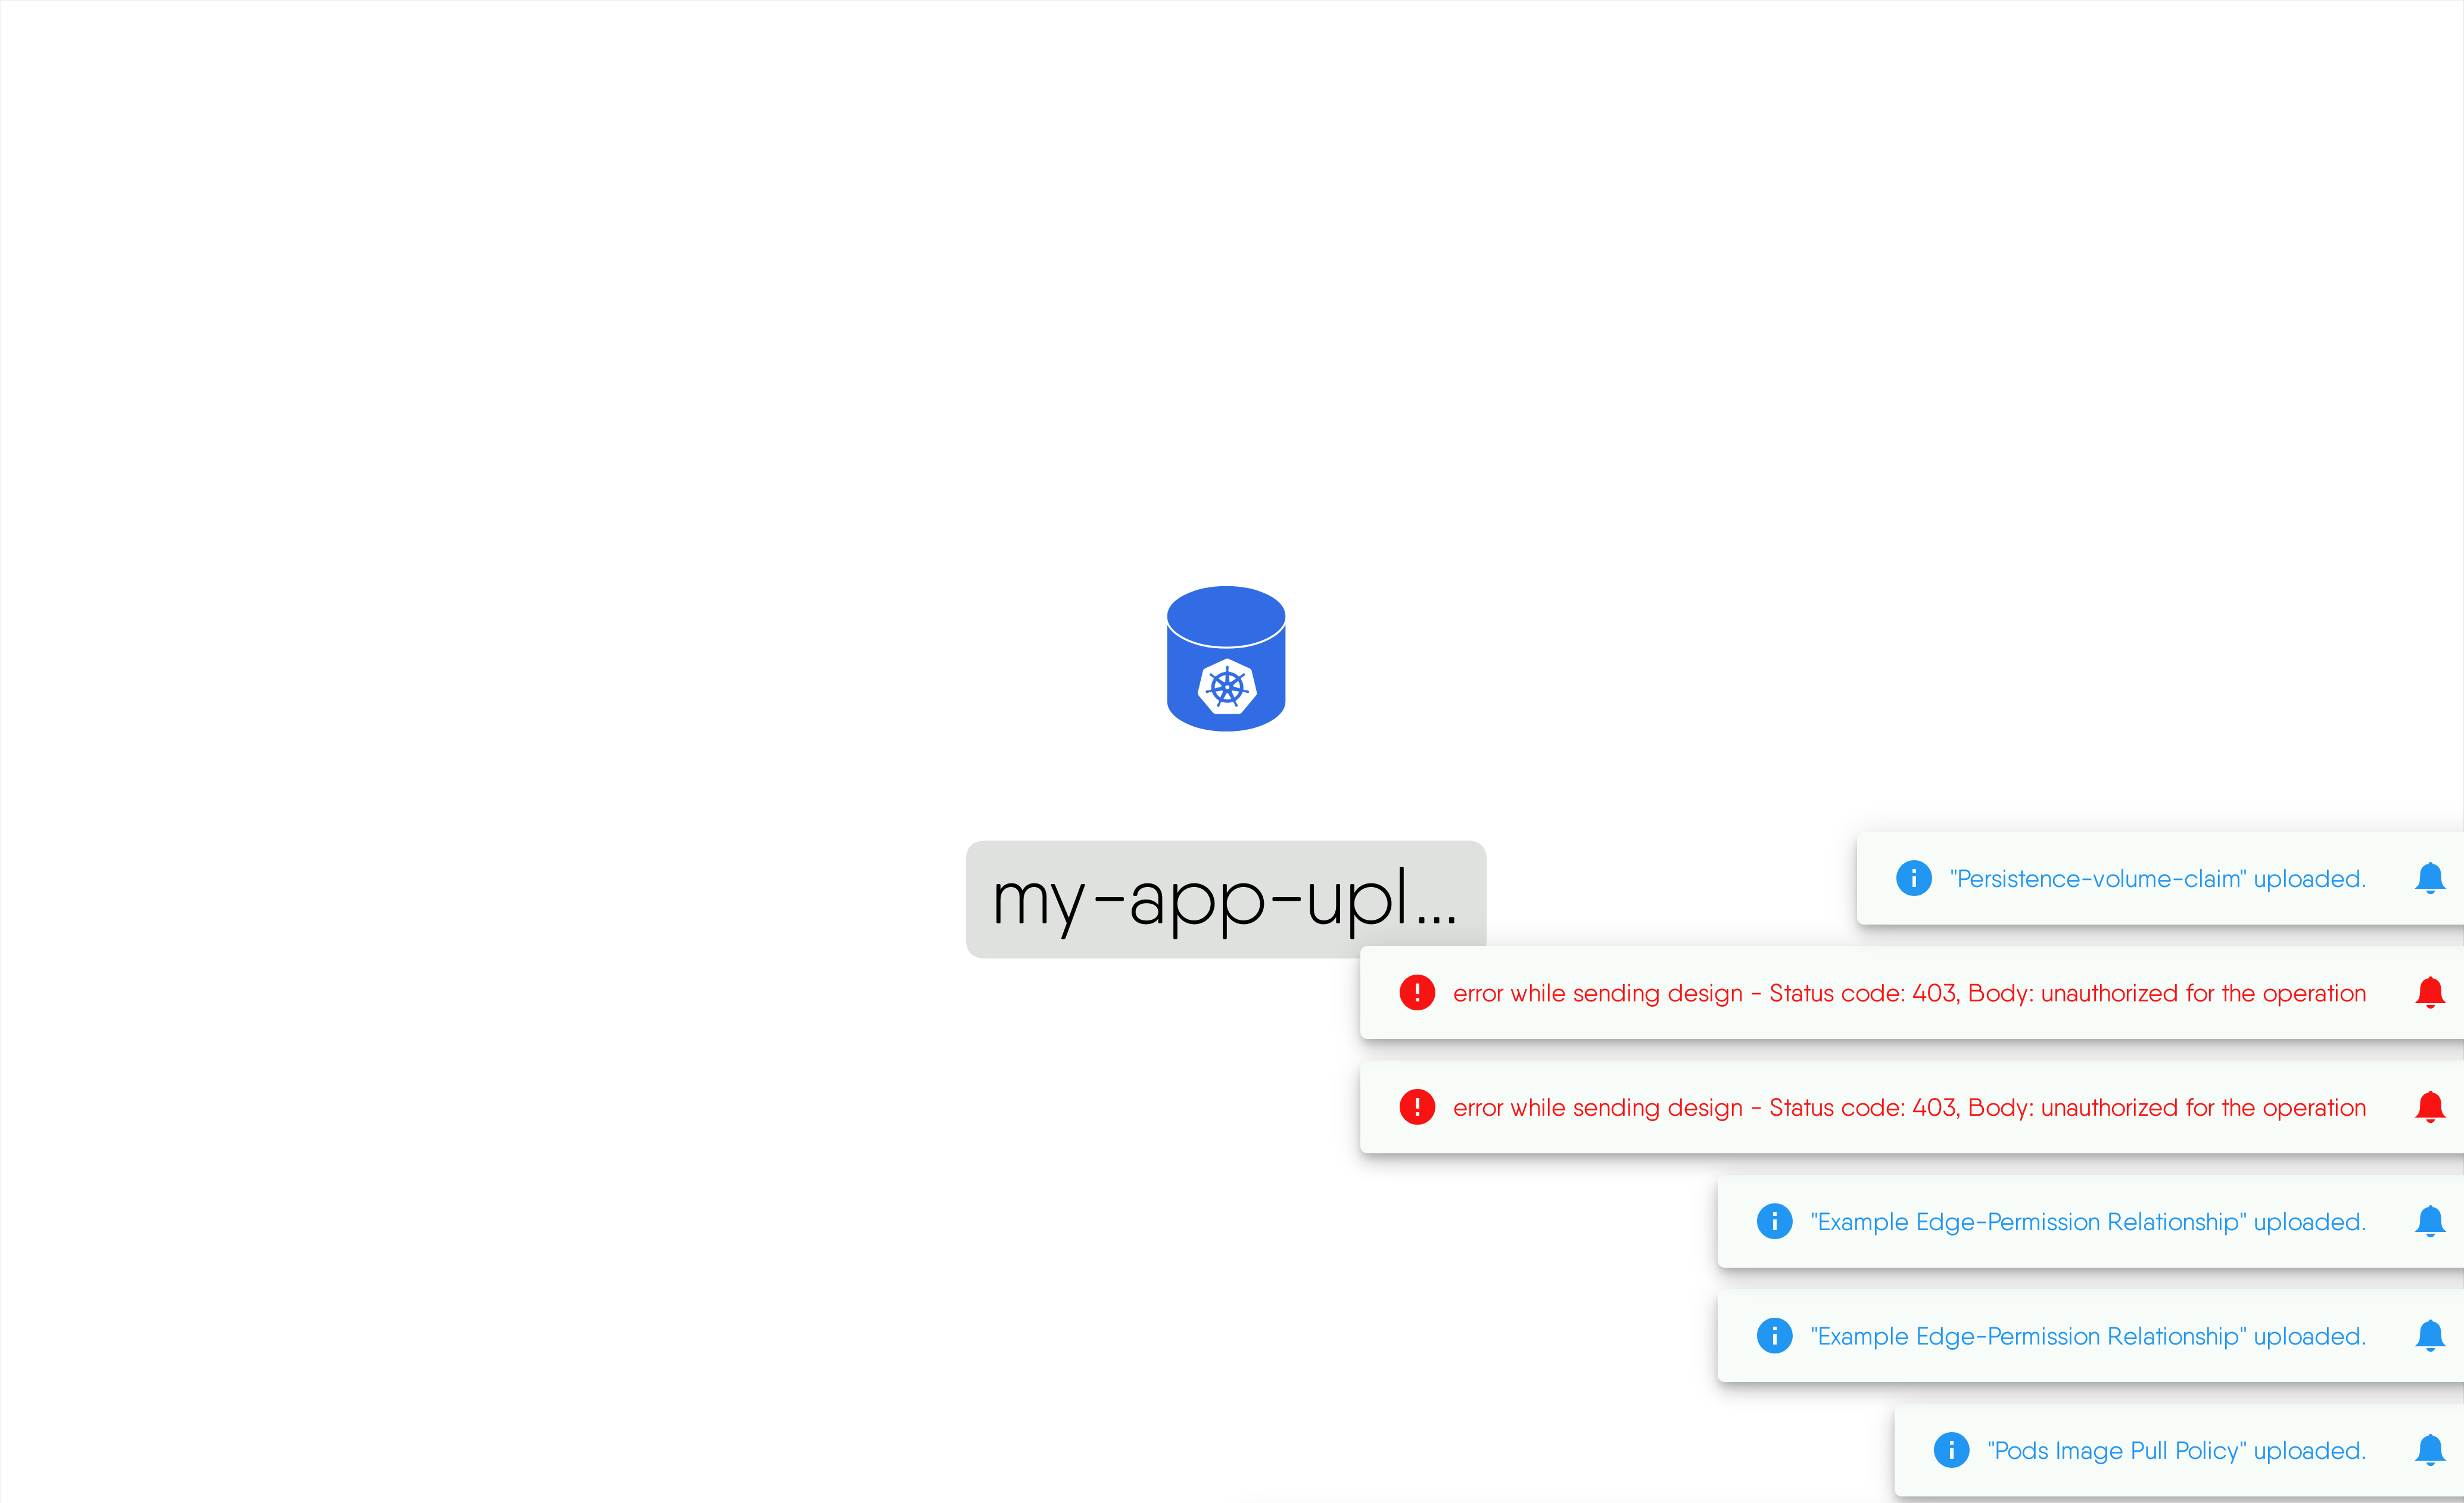 my-app-upl...
"Persistence-volume-claim" uploaded.
error while sending design - Status code: 403, Body: unauthorized for the operation
error while sending design - Status code: 403, Body: unauthorized for the operation
"Example Edge-Permission Relationship" uploaded.
"Example Edge-Permission Relationship" uploaded.
"Pods Image Pull Policy" uploaded.